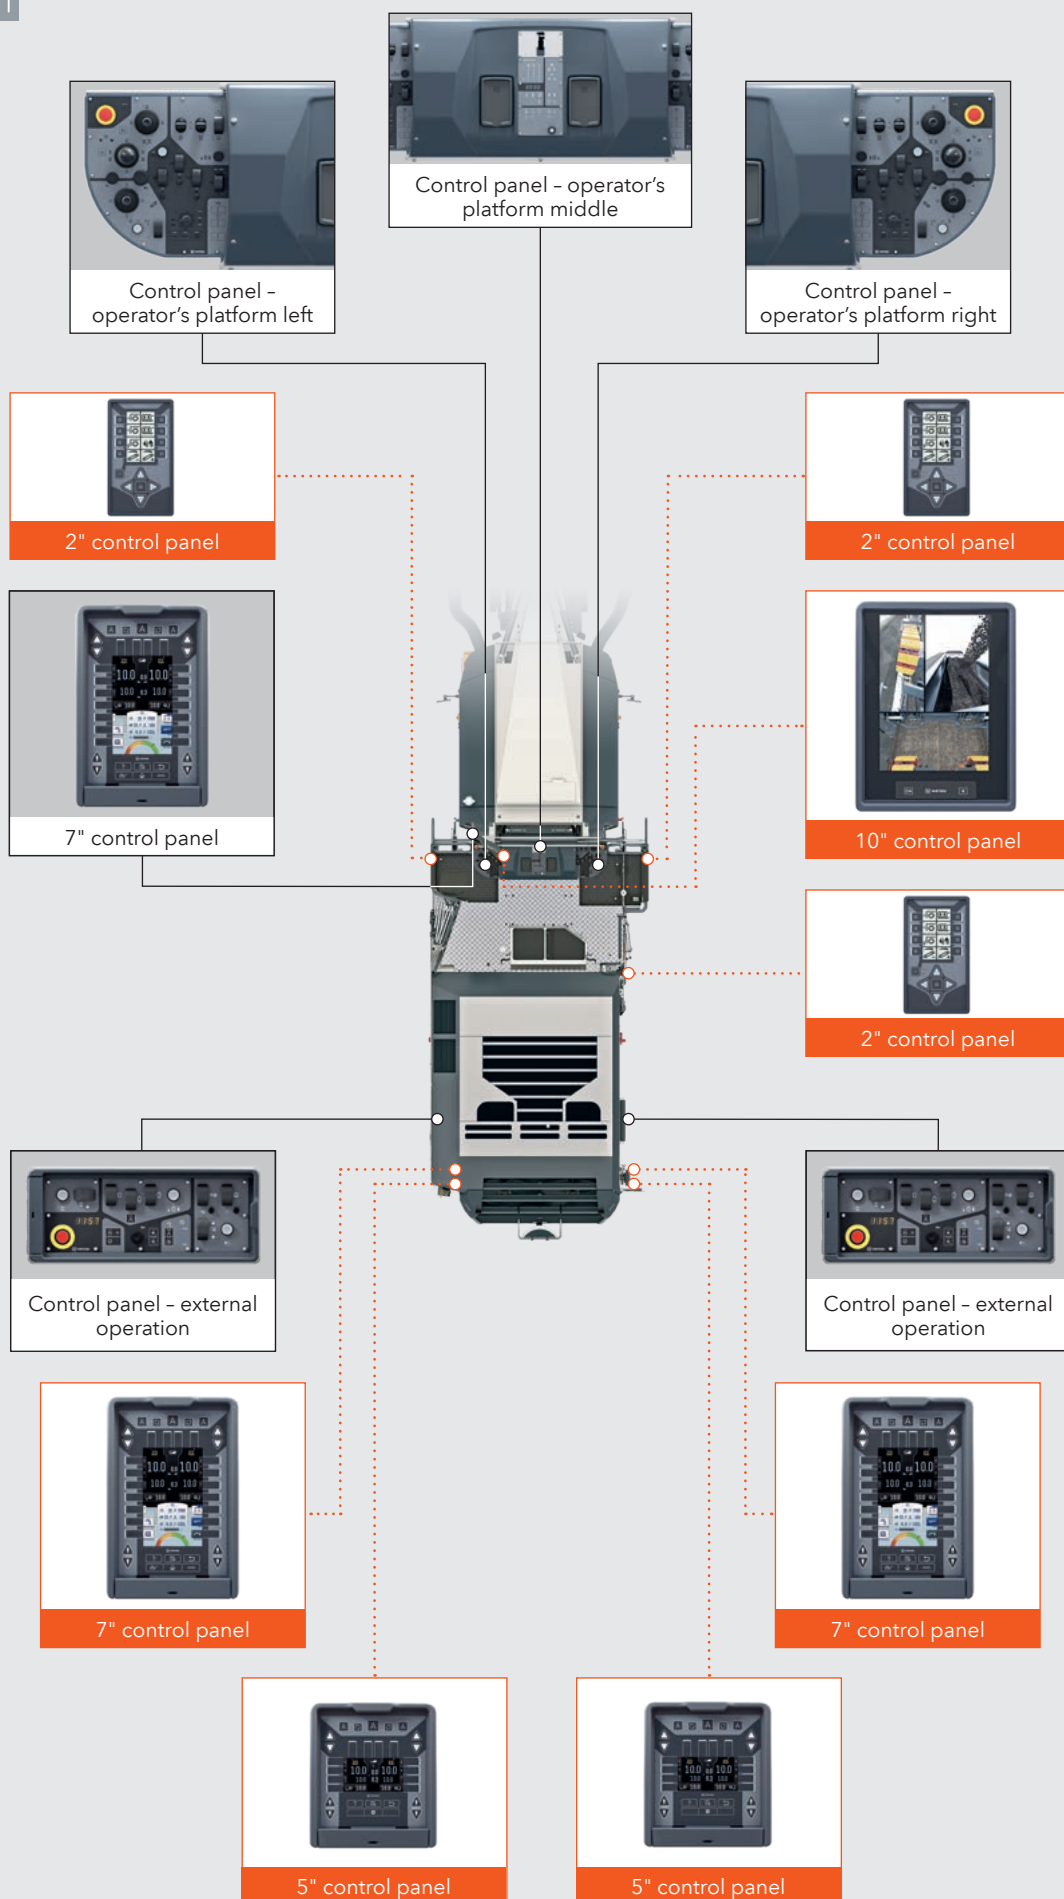 1
Control panel – operator's
platform middle
Control panel –
operator's platform left
Control panel –
operator's platform right
2" control panel
2" control panel
7" control panel
10" control panel
2" control panel
Control panel – external
operation
Control panel – external
operation
7" control panel
7" control panel
5" control panel
5" control panel